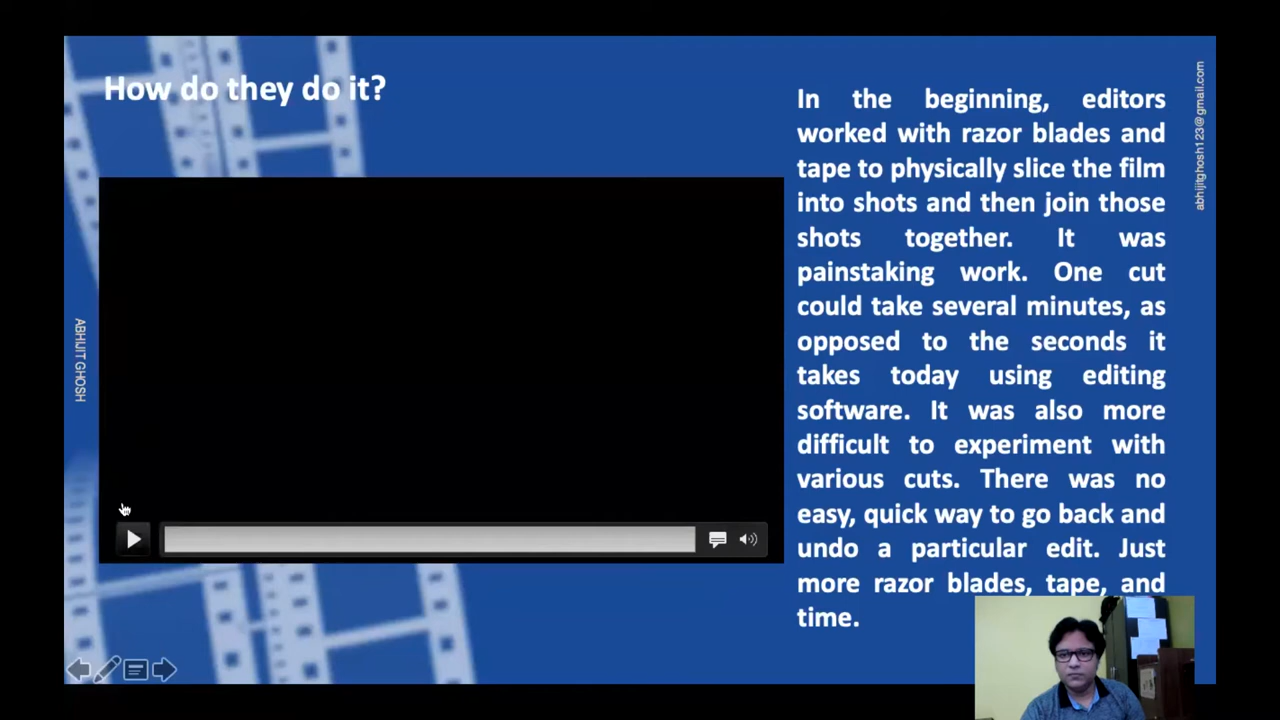 How do they do it?
In the beginning, editors
worked with razor blades and
tape to physically slice the film
into shots and then join those
shots together. It was
painstaking work. One cut
could take several minutes, as
opposed to the seconds it
takes today using editing
software. It was also more
difficult to experiment with
various cuts. There was no
easy, quick way to go back and
undo a particular edit. Just
more razor blades, tape, and
time.
abhijitghosh123@gmail.com
ABHIJIT GHOSH